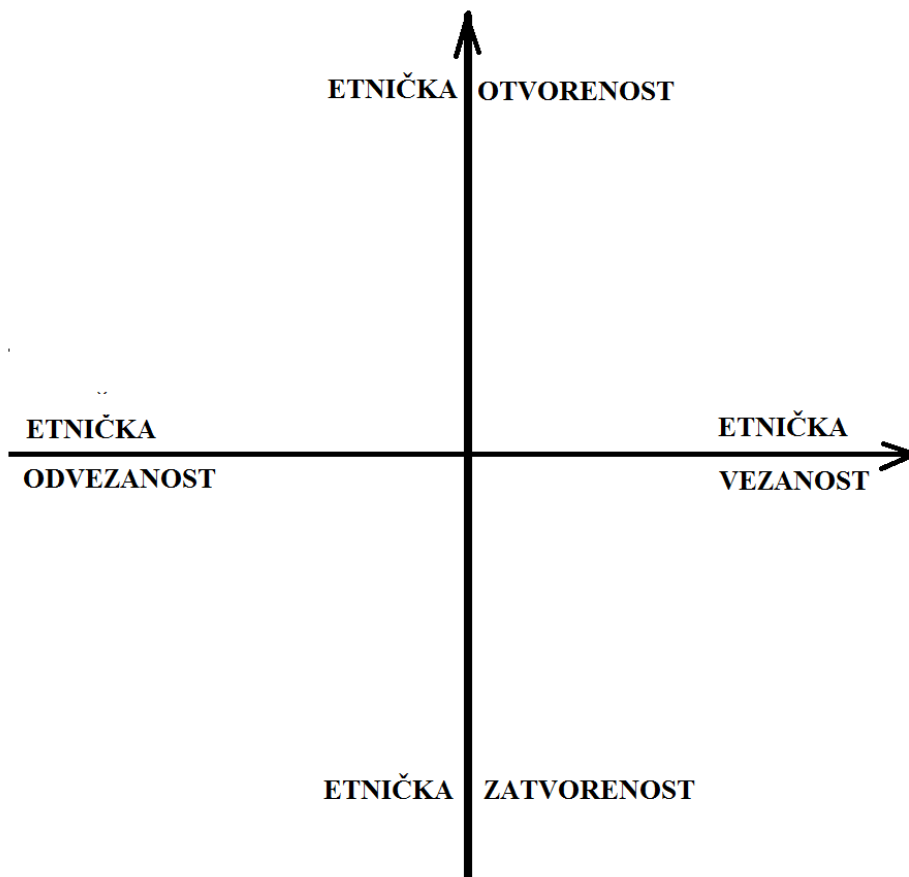 ETNIČKA OTVORENOST
ETNIČKA
ODVEZANOST
ETNIČKA
VEZANOST
ETNIČKA ZATVORENOST